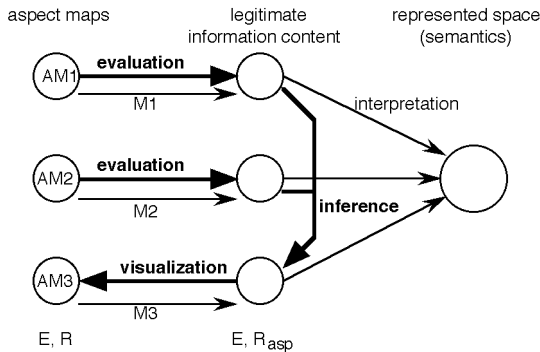 aspect maps
legitimate
information content
represented space
(semantics)
AM1
evaluation
M1
interpretation
AM2
evaluation
M2
inference
AM3
visualization
M3
E, R
E, Rasp